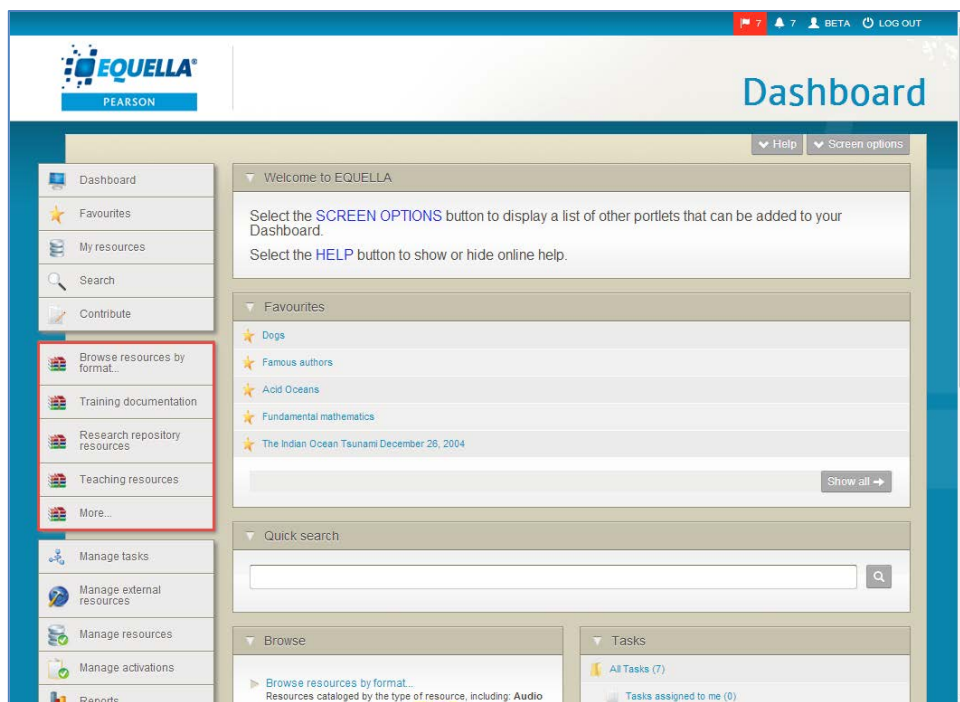 7 7 BETA LOG OUT
EQUELLA®
PEARSON
Dashboard
Help Screen options
Dashboard
Favourites
My resources
Search
Contribute
Browse resources by
format...
Training documentation
Research repository
resources
Teaching resources
More...
Manage tasks
Manage external
resources
Manage resources
Manage activations
Reports
Welcome to EQUELLA
Select the SCREEN OPTIONS button to display a list of other portlets that can be added to your
Dashboard.
Select the HELP button to show or hide online help.
Favourites
Dogs
Famous authors
Acid Oceans
Fundamental mathematics
The Indian Ocean Tsunami December 26, 2004
Show all
Quick search
Browse
Browse resources by format...
Resources cataloged by the type of resource, including: Audio
Tasks
All Tasks (7)
Tasks assigned to me (0)